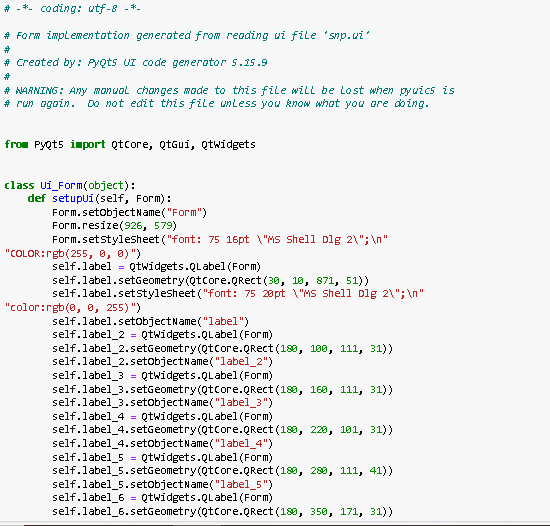 # -*- coding: utf-8 -*-
# Form implementation generated from reading ui file 'snp.ui'
#
# Created by: PyQt5 UI code generator 5.15.9
#
# WARNING: Any manual changes made to this file will be lost when pyuic5 is
# run again.  Do not edit this file unless you know what you are doing.
from PyQt5 import QtCore, QtGui, QtWidgets
class Ui_Form(object):
    def setupUi(self, Form):
        Form.setObjectName("Form")
        Form.resize(926, 579)
        Form.setStyleSheet("font: 75 16pt \"MS Shell Dlg 2\";\n"
"COLOR:rgb(255, 0, 0)")
        self.label = QtWidgets.QLabel(Form)
        self.label.setGeometry(QtCore.QRect(30, 10, 871, 51))
        self.label.setStyleSheet("font: 75 20pt \"MS Shell Dlg 2\";\n"
"color:rgb(0, 0, 255)")
        self.label.setObjectName("label")
        self.label_2 = QtWidgets.QLabel(Form)
        self.label_2.setGeometry(QtCore.QRect(180, 100, 111, 31))
        self.label_2.setObjectName("label_2")
        self.label_3 = QtWidgets.QLabel(Form)
        self.label_3.setGeometry(QtCore.QRect(180, 160, 111, 31))
        self.label_3.setObjectName("label_3")
        self.label_4 = QtWidgets.QLabel(Form)
        self.label_4.setGeometry(QtCore.QRect(180, 220, 101, 31))
        self.label_4.setObjectName("label_4")
        self.label_5 = QtWidgets.QLabel(Form)
        self.label_5.setGeometry(QtCore.QRect(180, 280, 111, 41))
        self.label_5.setObjectName("label_5")
        self.label_6 = QtWidgets.QLabel(Form)
        self.label_6.setGeometry(QtCore.QRect(180, 350, 171, 31))